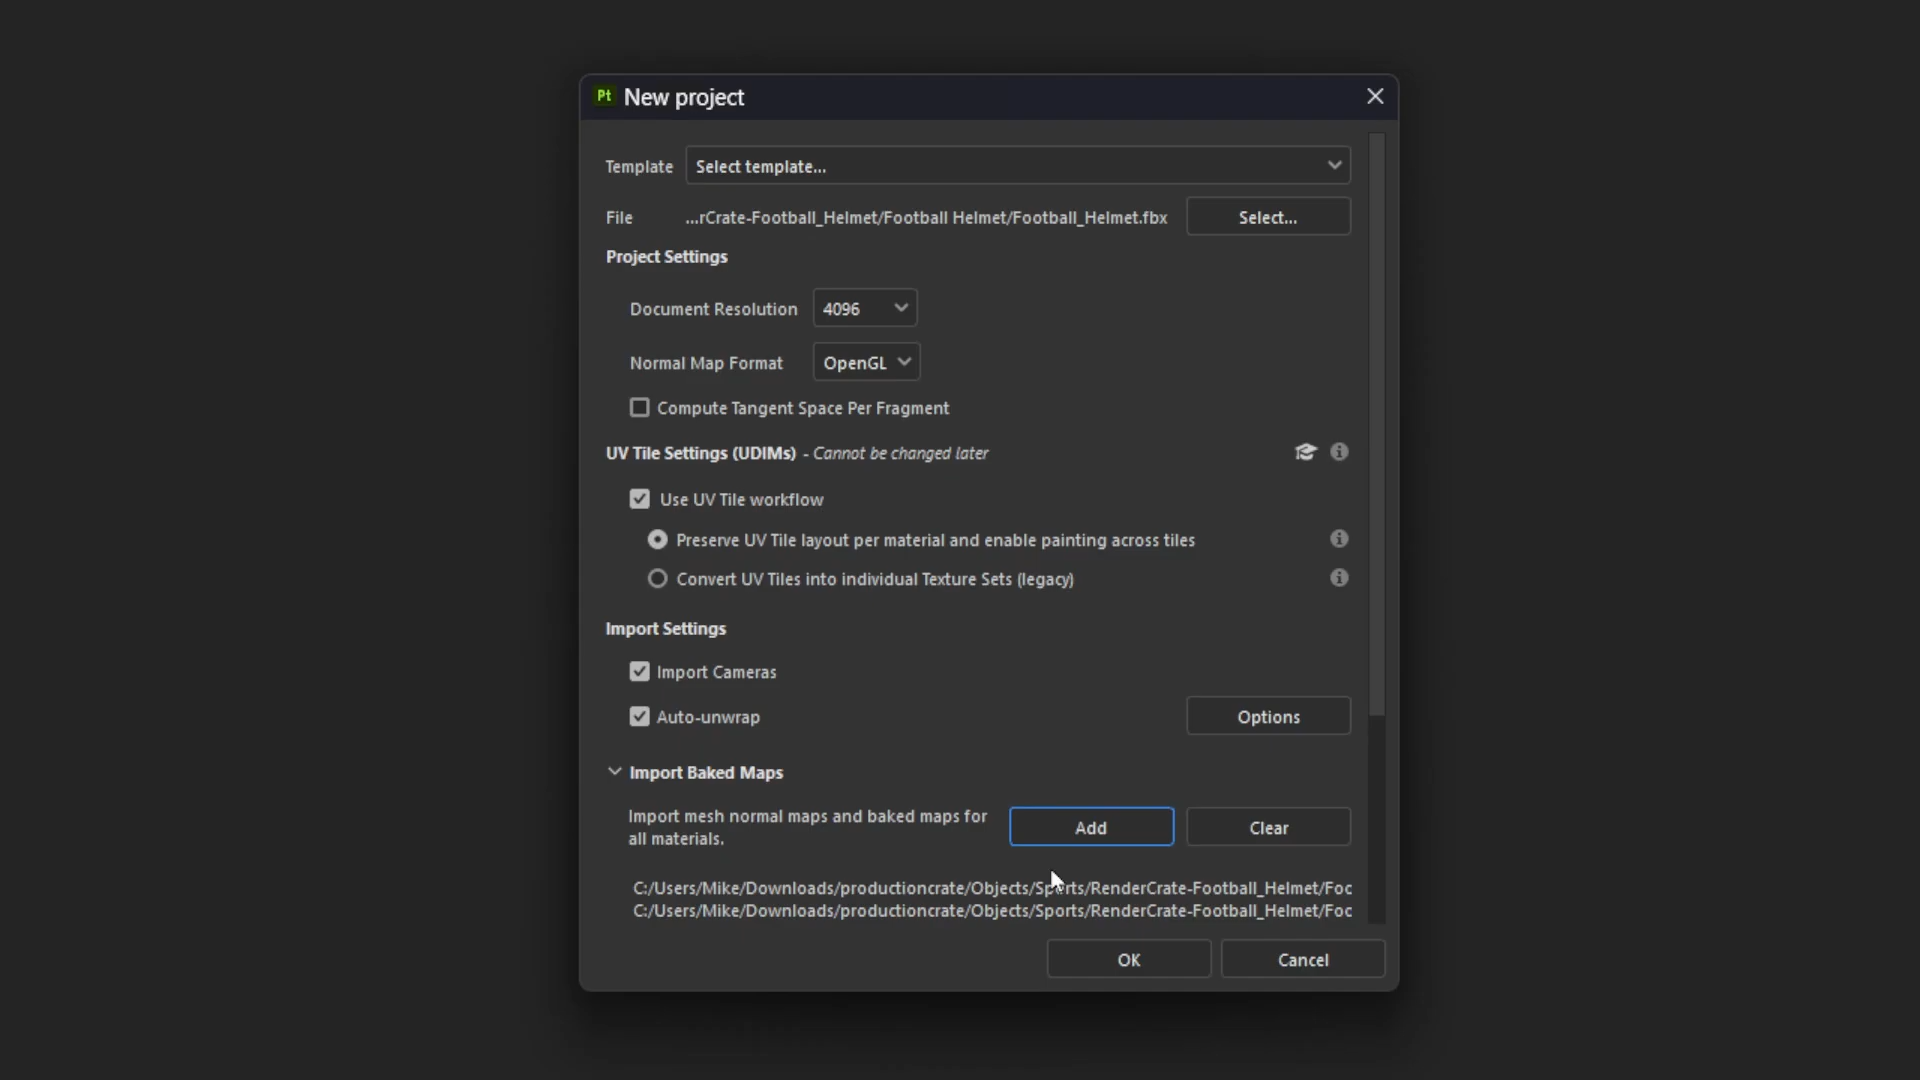 Pt New project
Template Select template...
File ...rCrate-Football_Helmet/Football Helmet/Football_Helmet.fbx Select...
Project Settings
Document Resolution 4096
Normal Map Format OpenGL
Compute Tangent Space Per Fragment
UV Tile Settings (UDIMs) - Cannot be changed later
Use UV Tile workflow
Preserve UV Tile layout per material and enable painting across tiles
Convert UV Tiles into individual Texture Sets (legacy)
Import Settings
Import Cameras
Auto-unwrap Options
Import Baked Maps
Import mesh normal maps and baked maps for
all materials.
Add Clear
C:/Users/Mike/Downloads/productioncrate/Objects/Sports/RenderCrate-Football_Helmet/Foc
C:/Users/Mike/Downloads/productioncrate/Objects/Sports/RenderCrate-Football_Helmet/Foc
OK Cancel